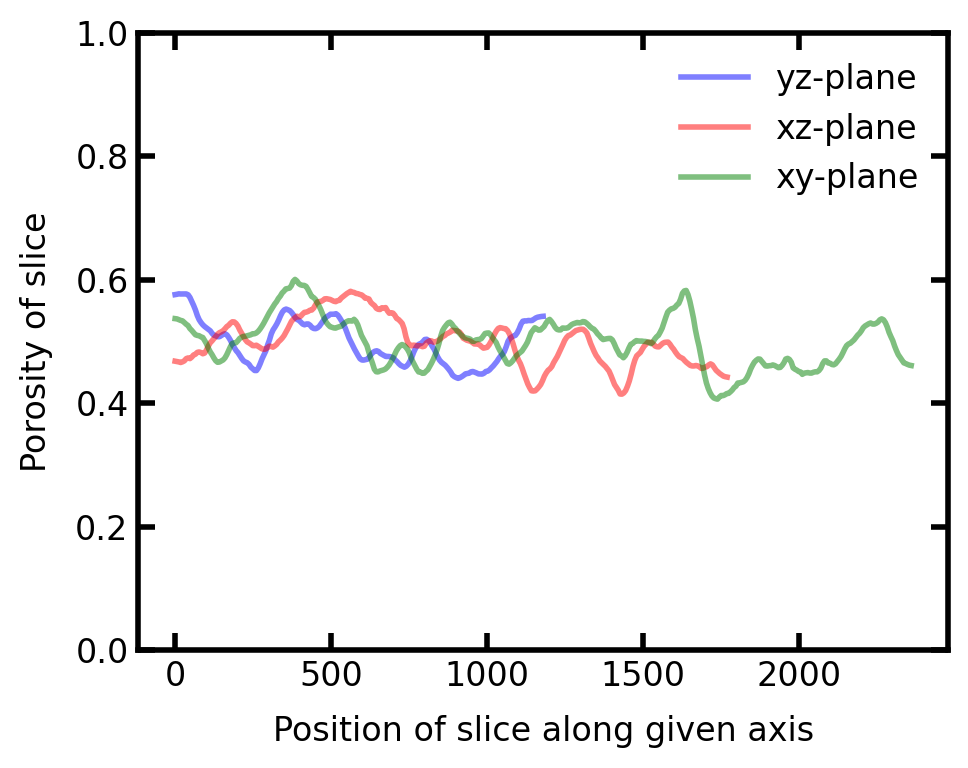 yz-plane
xz-plane
xy-plane
Porosity of slice
1.0
0.8
0.6
0.4
0.2
0.0
0 500 1000 1500 2000
Position of slice along given axis